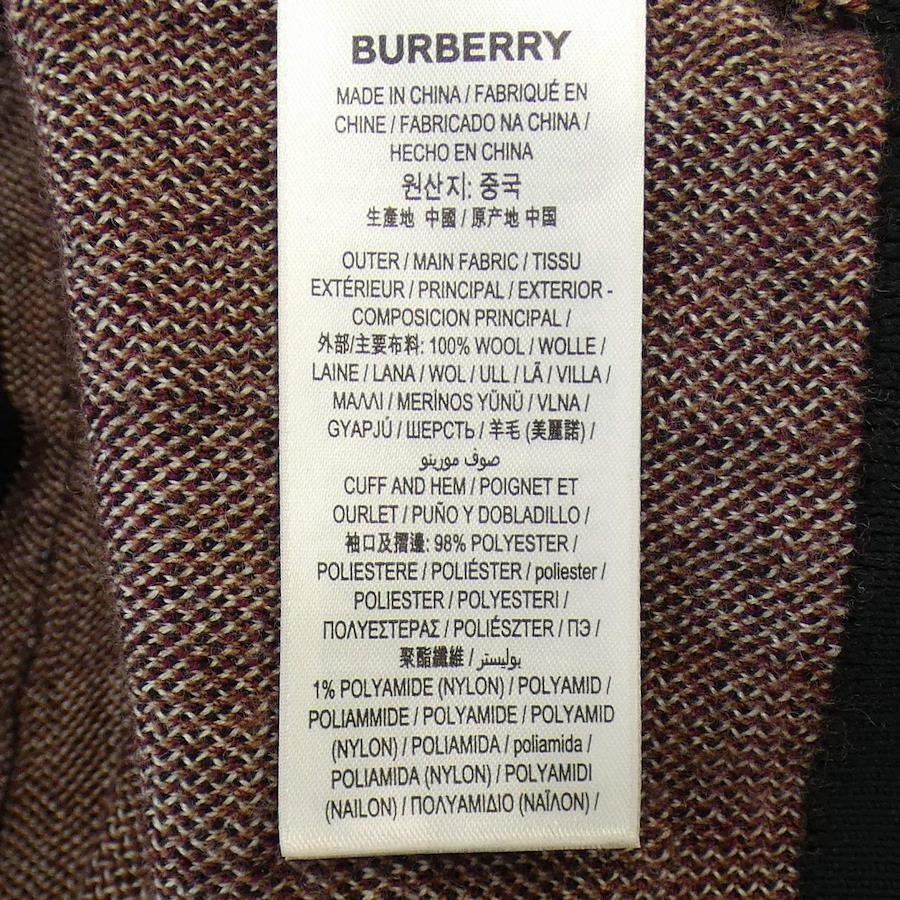 BURBERRY
MADE IN CHINA / FABRIQUÉ EN
CHINE / FABRICADO NA CHINA /
HECHO EN CHINA
원산지: 중국
生產地 中國 / 原产地 中国
OUTER / MAIN FABRIC / TISSU
EXTÉRIEUR / PRINCIPAL / EXTERIOR -
COMPOSICION PRINCIPAL /
外部/主要布料: 100% WOOL / WOLLE /
LAINE / LANA / WOL / ULL / LÃ / VILLA /
ΜΑΛΛΙ / MERİNOS YÜNÜ / VLNA /
GYAPJÚ / ШЕРСТЬ / 羊毛 (美麗諾) /
صوف مورينو
CUFF AND HEM / POIGNET ET
OURLET / PUÑO Y DOBLADILLO /
袖口及摺邊: 98% POLYESTER /
POLIESTERE / POLIÉSTER / poliester /
POLIESTER / POLYESTERI /
ΠΟΛΥΕΣΤΕΡΑΣ / POLIÉSZTER / ПЭ /
聚酯纖維 / بوليستر
1% POLYAMIDE (NYLON) / POLYAMID /
POLIAMMIDE / POLYAMIDE / POLYAMID
(NYLON) / POLIAMIDA / poliamida /
POLIAMIDA (NYLON) / POLYAMIDI
(NAILON) / ΠΟΛΥΑΜΙΔΙΟ (ΝΑΪΛΟΝ) /